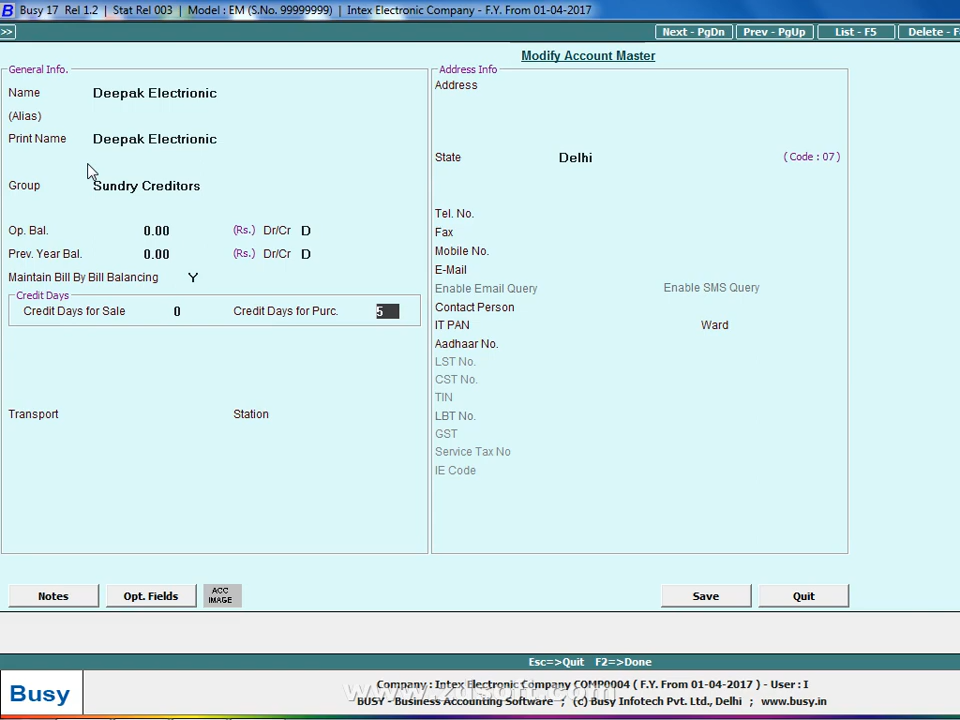 B Busy 17 Rel 1.2 | Stat Rel 003 | Model : EM (S.No. 99999999) | Intex Electronic Company - F.Y. From 01-04-2017
>> Next - PgDn Prev - PgUp List - F5 Delete - F
Modify Account Master
General Info. Address Info
Name Deepak Electrionic Address
(Alias)
Print Name Deepak Electrionic
State Delhi ( Code : 07 )
Group Sundry Creditors
Tel. No.
Op. Bal. 0.00 (Rs.) Dr/Cr D
Fax
Prev. Year Bal. 0.00 (Rs.) Dr/Cr D Mobile No.
E-Mail
Maintain Bill By Bill Balancing Y
Enable Email Query Enable SMS Query
Credit Days
Credit Days for Sale 0 Credit Days for Purc. 5 Contact Person
IT PAN Ward
Aadhaar No.
LST No.
CST No.
TIN
Transport Station LBT No.
GST
Service Tax No
IE Code
Notes Opt. Fields ACC IMAGE Save Quit
Esc=>Quit F2=>Done
Busy Company : Intex Electronic Company COMP0004 ( F.Y. From 01-04-2017 ) - User : I
www.zdsoft.com
BUSY - Business Accounting Software ; (c) Busy Infotech Pvt. Ltd., Delhi ; www.busy.in